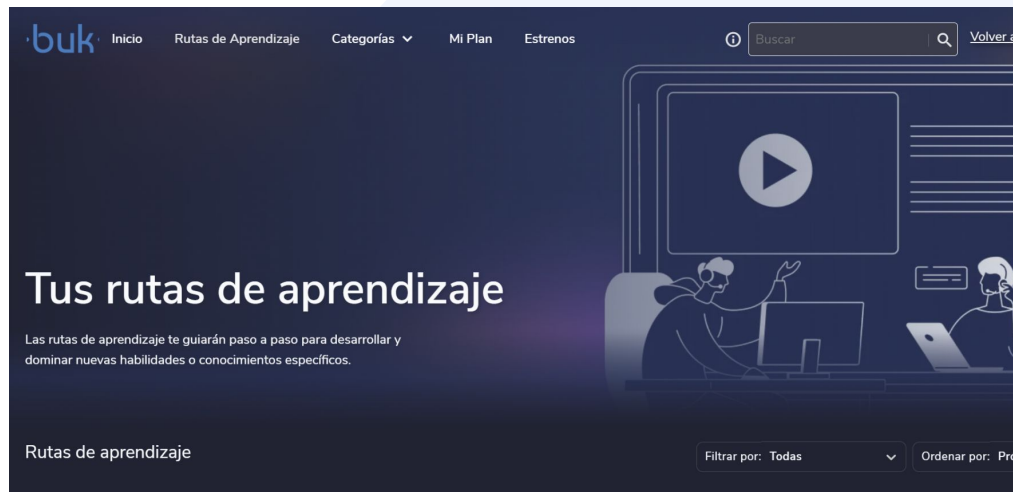 buk
Inicio
Rutas de Aprendizaje
Categorías
Mi Plan
Estrenos
Buscar
Volver a
Tus rutas de aprendizaje
Las rutas de aprendizaje te guiarán paso a paso para desarrollar y
dominar nuevas habilidades o conocimientos específicos.
Rutas de aprendizaje
Filtrar por: Todas
Ordenar por: